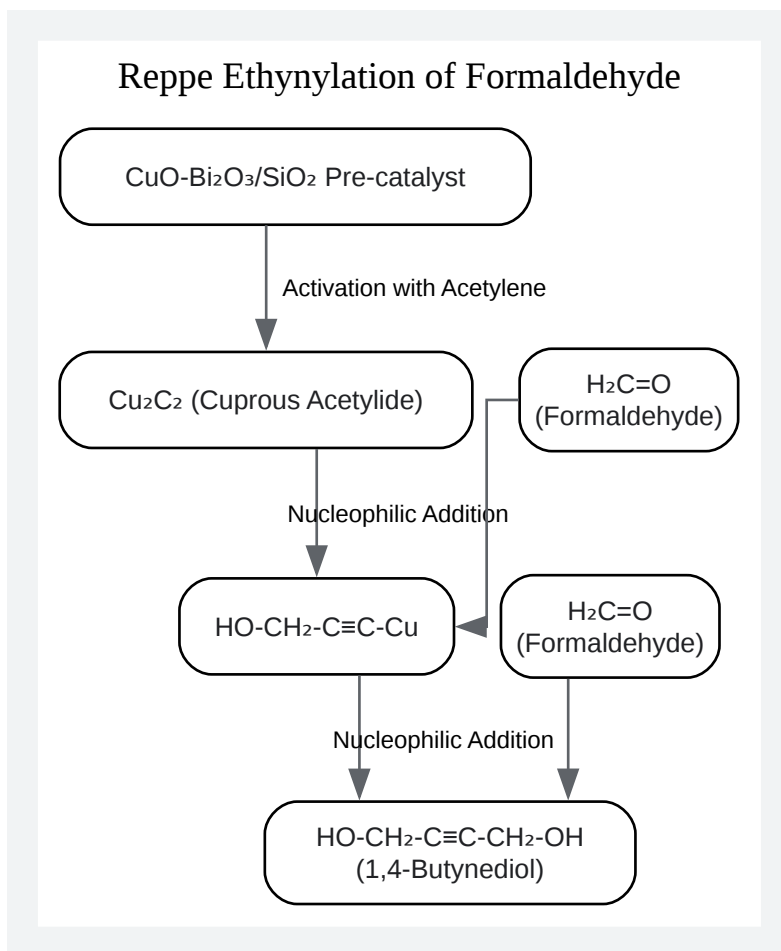 Reppe Ethynylation of Formaldehyde
CuO-Bi₂O₃/SiO₂ Pre-catalyst
Activation with Acetylene
Cu₂C₂ (Cuprous Acetylide)
H₂C=O
(Formaldehyde)
Nucleophilic Addition
HO-CH₂-C≡C-Cu
H₂C=O
(Formaldehyde)
Nucleophilic Addition
HO-CH₂-C≡C-CH₂-OH
(1,4-Butynediol)